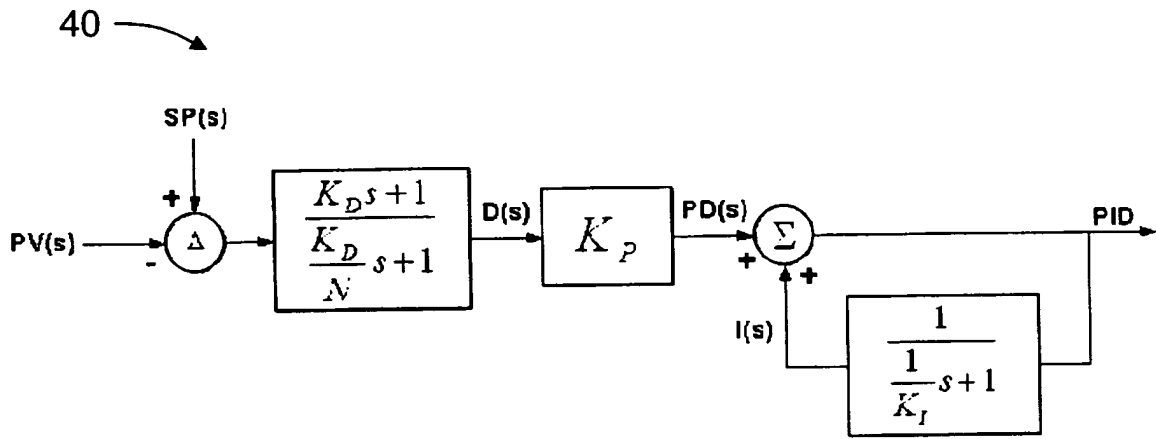 40
SP(s)
+
PV(s)
-
Δ
K_D s+1
K_D
N
s+1
D(s)
K_P
PD(s)
+
Σ
+
PID
I(s)
1
1
K_I
s+1